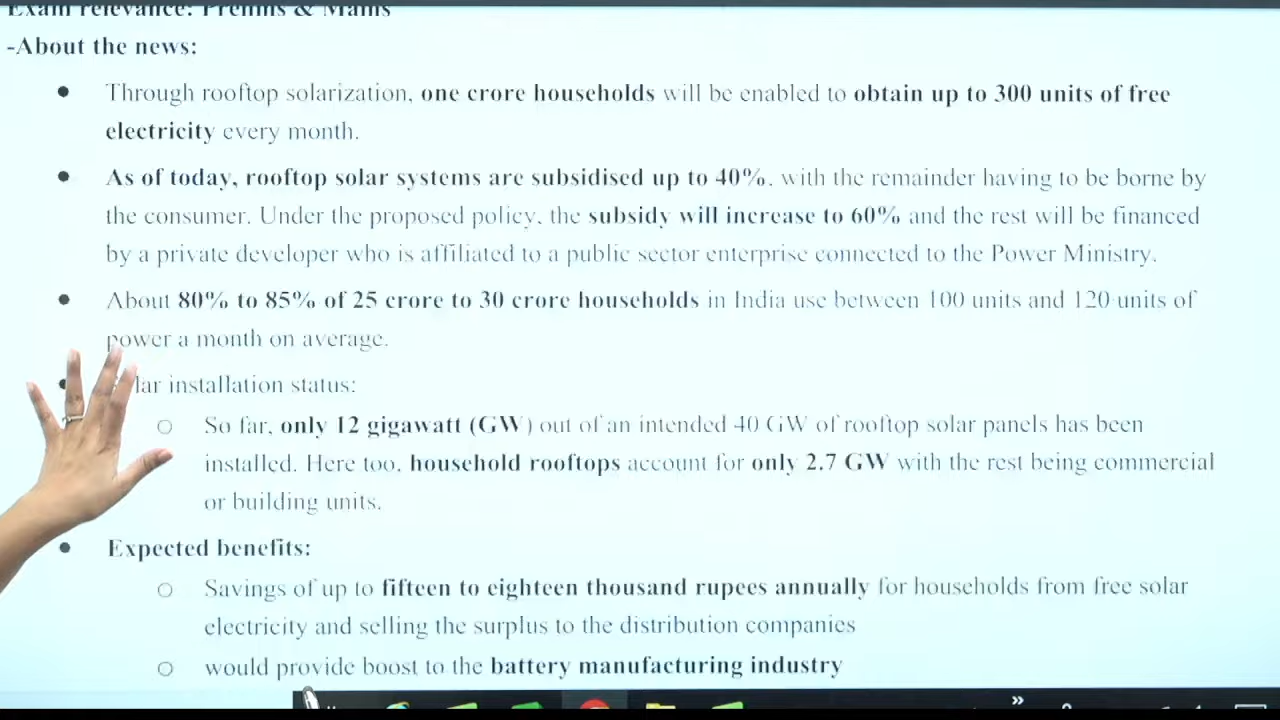 Exam relevance: Prelims & Mains
-About the news:
• Through rooftop solarization, one crore households will be enabled to obtain up to 300 units of free
electricity every month.
• As of today, rooftop solar systems are subsidised up to 40%, with the remainder having to be borne by
the consumer. Under the proposed policy, the subsidy will increase to 60% and the rest will be financed
by a private developer who is affiliated to a public sector enterprise connected to the Power Ministry.
• About 80% to 85% of 25 crore to 30 crore households in India use between 100 units and 120 units of
power a month on average.
• lar installation status:
○ So far, only 12 gigawatt (GW) out of an intended 40 GW of rooftop solar panels has been
installed. Here too, household rooftops account for only 2.7 GW with the rest being commercial
or building units.
• Expected benefits:
○ Savings of up to fifteen to eighteen thousand rupees annually for households from free solar
electricity and selling the surplus to the distribution companies
○ would provide boost to the battery manufacturing industry